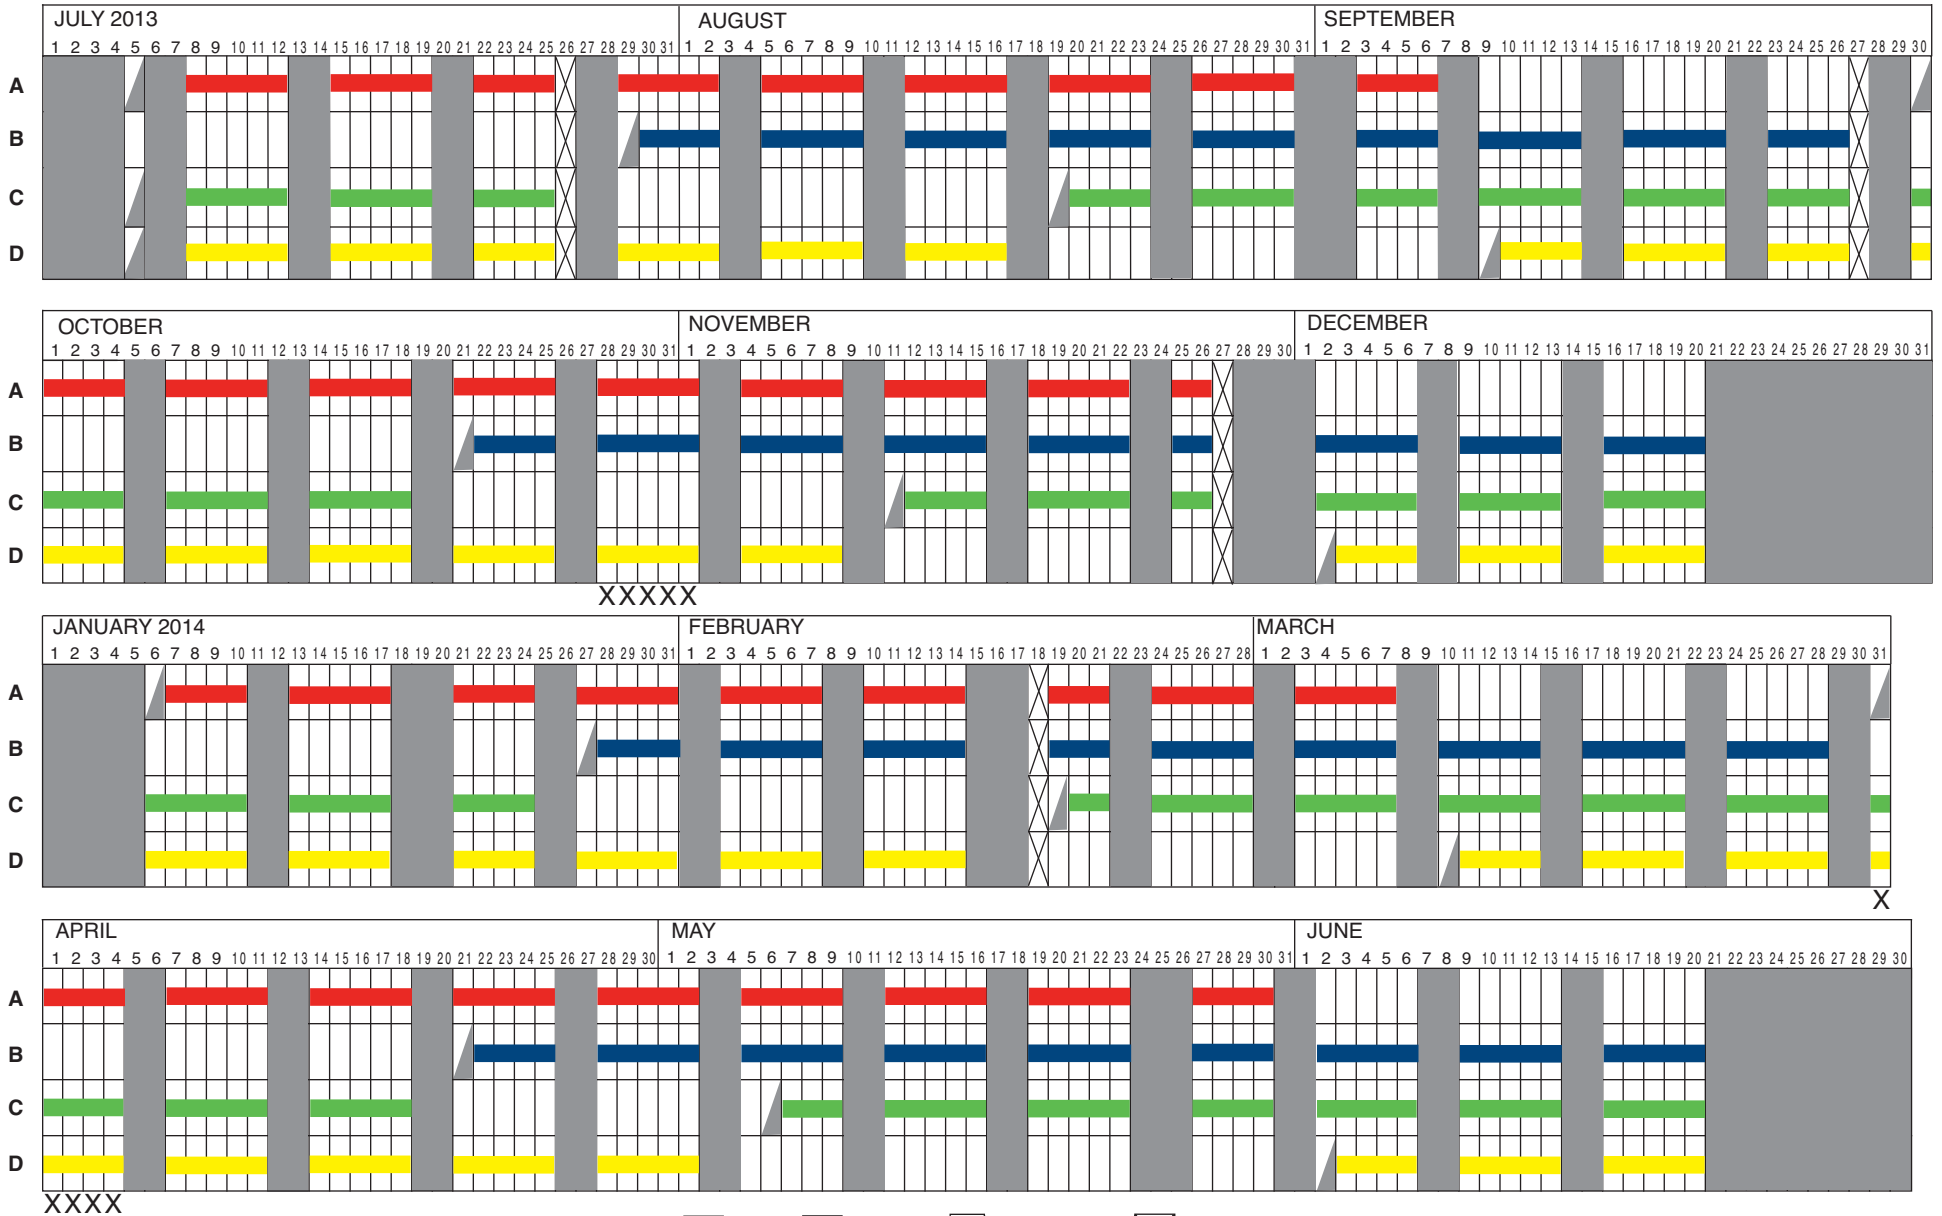 JULY 2013 AUGUST SEPTEMBER
1 2 3 4 5 6 7 8 9 10 11 12 13 14 15 16 17 18 19 20 21 22 23 24 25 26 27 28 29 30 31 1 2 3 4 5 6 7 8 9 10 11 12 13 14 15 16 17 18 19 20 21 22 23 24 25 26 27 28 29 30 31 1 2 3 4 5 6 7 8 9 10 11 12 13 14 15 16 17 18 19 20 21 22 23 24 25 26 27 28 29 30
A
B
C
D
OCTOBER NOVEMBER DECEMBER
1 2 3 4 5 6 7 8 9 10 11 12 13 14 15 16 17 18 19 20 21 22 23 24 25 26 27 28 29 30 31 1 2 3 4 5 6 7 8 9 10 11 12 13 14 15 16 17 18 19 20 21 22 23 24 25 26 27 28 29 30 1 2 3 4 5 6 7 8 9 10 11 12 13 14 15 16 17 18 19 20 21 22 23 24 25 26 27 28 29 30 31
A
B
C
D
XXXXX
JANUARY 2014 FEBRUARY MARCH
1 2 3 4 5 6 7 8 9 10 11 12 13 14 15 16 17 18 19 20 21 22 23 24 25 26 27 28 29 30 31 1 2 3 4 5 6 7 8 9 10 11 12 13 14 15 16 17 18 19 20 21 22 23 24 25 26 27 28 1 2 3 4 5 6 7 8 9 10 11 12 13 14 15 16 17 18 19 20 21 22 23 24 25 26 27 28 29 30 31
A
B
C
D
X
APRIL MAY JUNE
1 2 3 4 5 6 7 8 9 10 11 12 13 14 15 16 17 18 19 20 21 22 23 24 25 26 27 28 29 30 1 2 3 4 5 6 7 8 9 10 11 12 13 14 15 16 17 18 19 20 21 22 23 24 25 26 27 28 29 30 31 1 2 3 4 5 6 7 8 9 10 11 12 13 14 15 16 17 18 19 20 21 22 23 24 25 26 27 28 29 30
A
B
C
D
XXXX